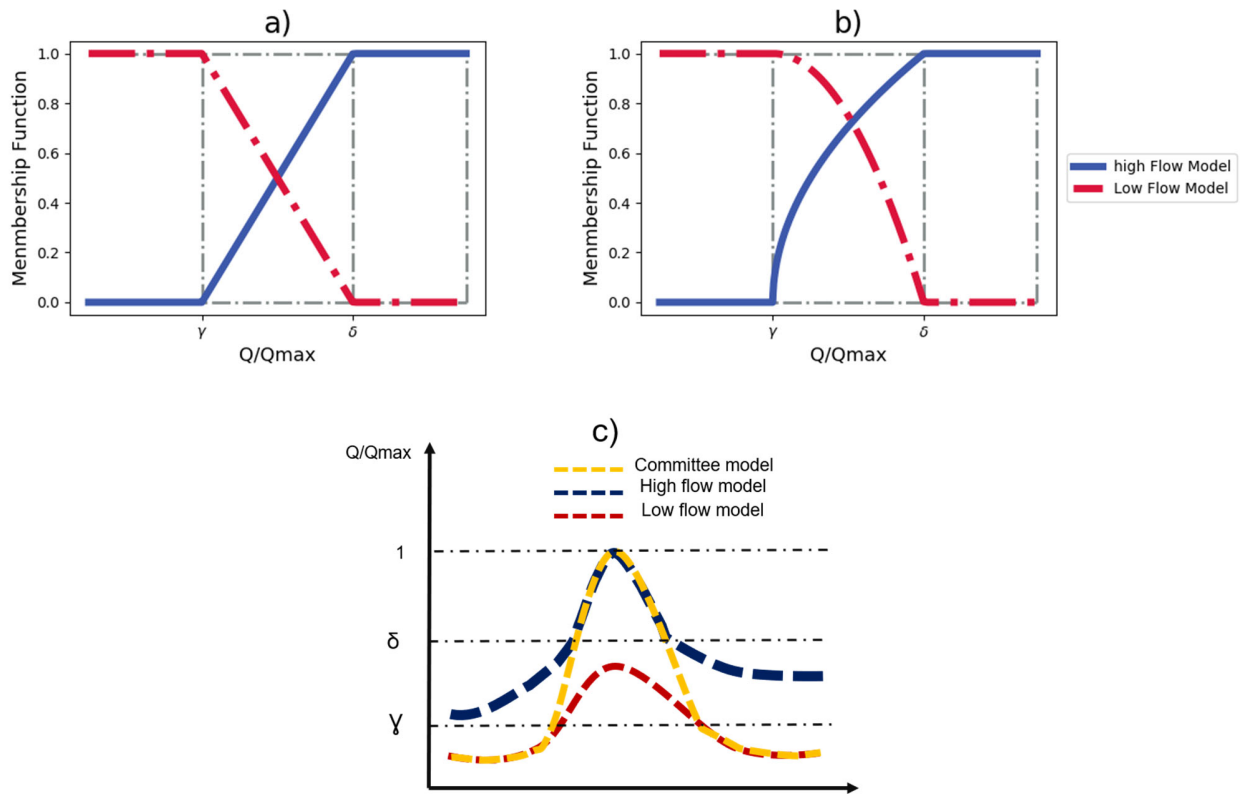 a)
1.0
0.8
0.6
0.4
0.2
0.0
Menmbership Function
γ
δ
Q/Qmax
b)
1.0
0.8
0.6
0.4
0.2
0.0
Menmbership Function
γ
δ
Q/Qmax
high Flow Model
Low Flow Model
c)
Q/Qmax
Committee model
High flow model
Low flow model
1
δ
Ɣ